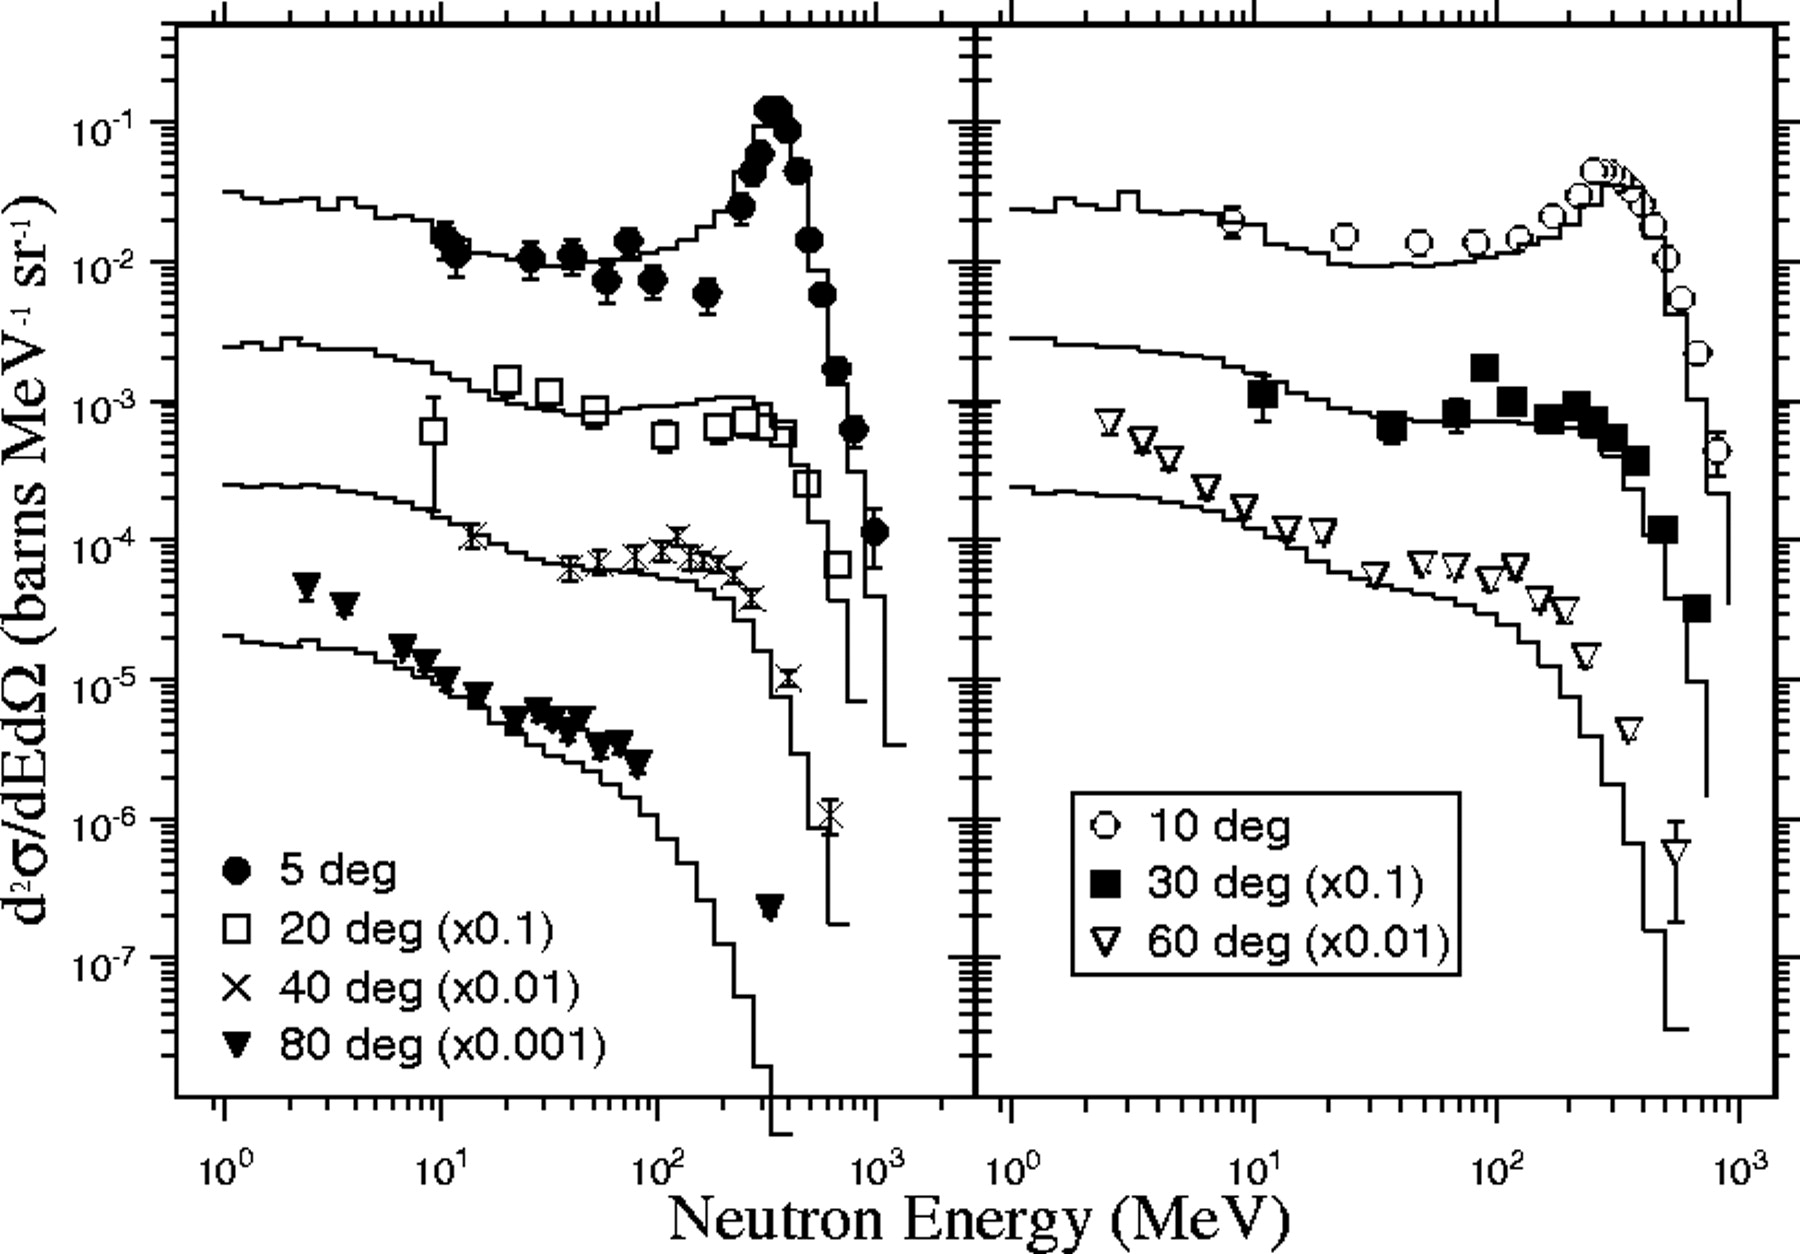 d²σ/dEdΩ (barns MeV⁻¹ sr⁻¹)
10⁻¹
10⁻²
10⁻³
10⁻⁴
10⁻⁵
10⁻⁶
10⁻⁷
5 deg
20 deg (x0.1)
40 deg (x0.01)
80 deg (x0.001)
10 deg
30 deg (x0.1)
60 deg (x0.01)
10⁰ 10¹ 10² 10³ 10⁰ 10¹ 10² 10³
Neutron Energy (MeV)